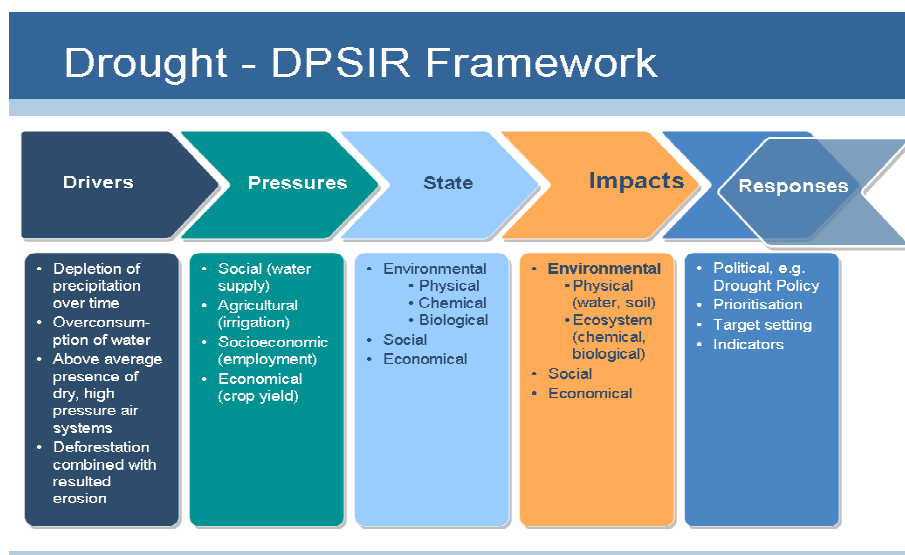 Drought - DPSIR Framework
Drivers
Pressures
State
Impacts
Responses
• Depletion of
precipitation
over time
• Overconsum-
ption of water
• Above average
presence of
dry, high
pressure air
systems
• Deforestation
combined with
resulted
erosion
• Social (water
supply)
• Agricultural
(irrigation)
• Socioeconomic
(employment)
• Economical
(crop yield)
• Environmental
• Physical
• Chemical
• Biological
• Social
• Economical
• Environmental
• Physical
(water, soil)
• Ecosystem
(chemical,
biological)
• Social
• Economical
• Political, e.g.
Drought Policy
• Prioritisation
• Target setting
• Indicators